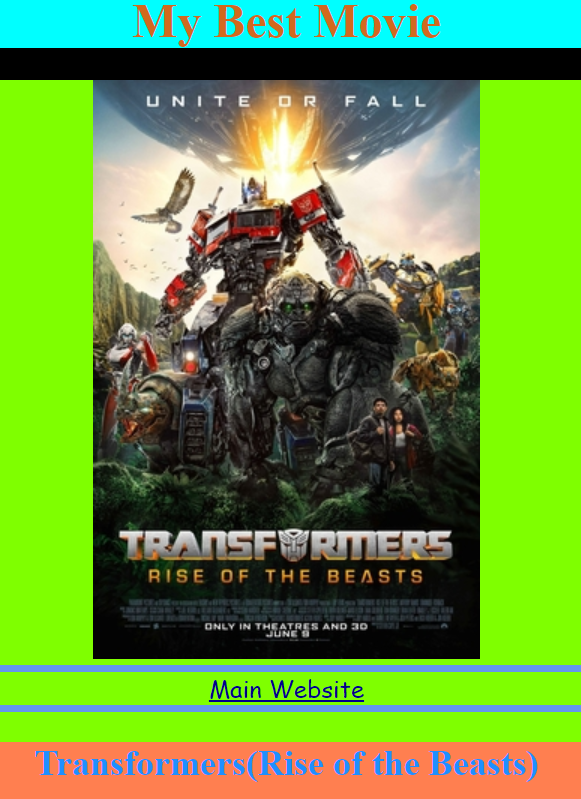 My Best Movie
UNITE OR FALL
TRANSFORMERS
RISE OF THE BEASTS
ONLY IN THEATRES AND 3D
JUNE 9
Main Website
Transformers(Rise of the Beasts)